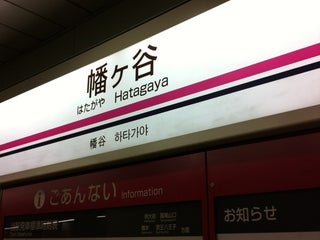 幡ヶ谷
はたがや Hatagaya
幡谷 하타가야
ごあんない Information
お知らせ